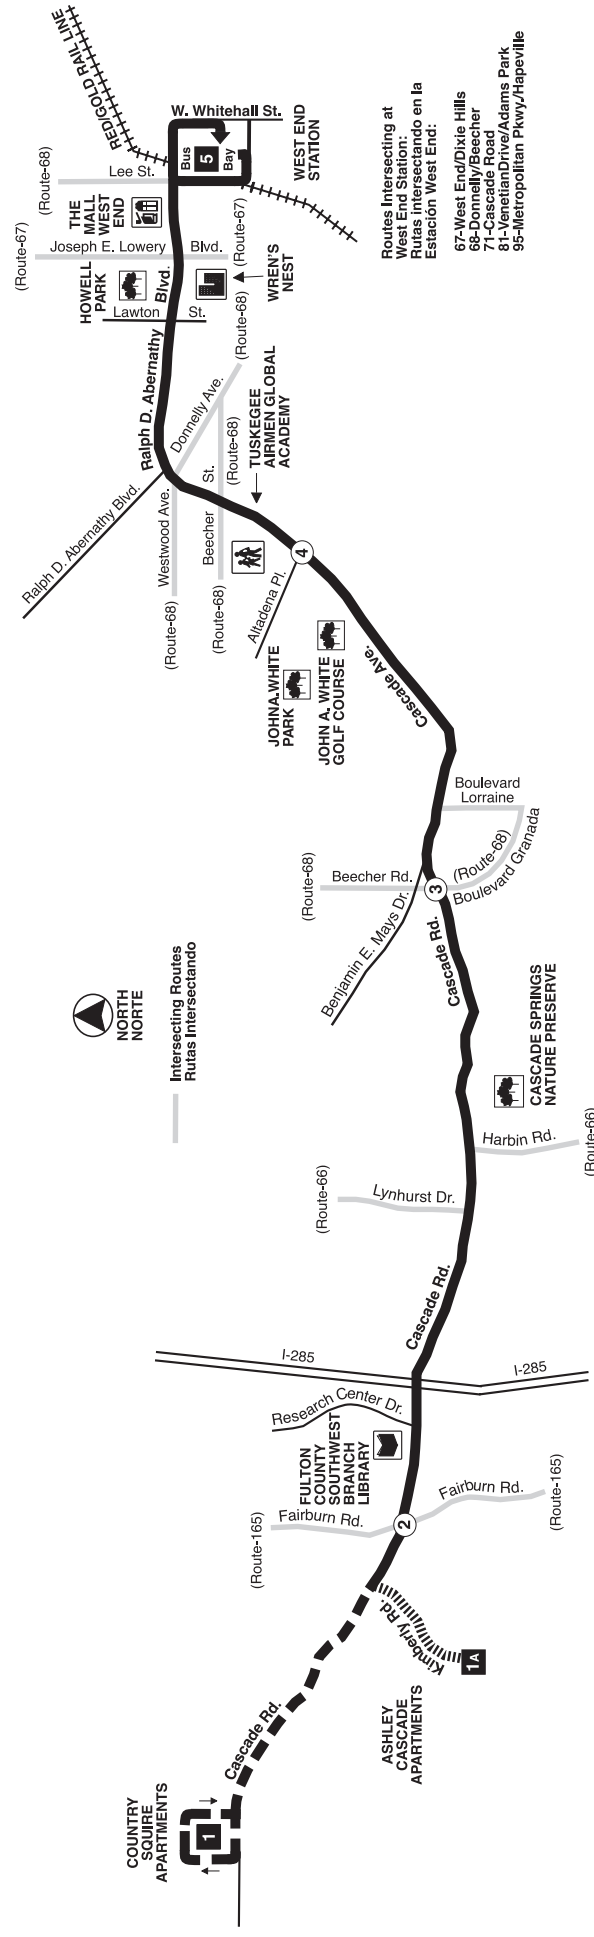 COUNTRY
SQUIRE
APARTMENTS
1
Cascade Rd.
Kimberly Rd.
1A
ASHLEY
CASCADE
APARTMENTS
(Route-165)
Fairburn Rd.
2
Fairburn Rd.
(Route-165)
FULTON
COUNTY
SOUTHWEST
BRANCH
LIBRARY
Research Center Dr.
I-285
I-285
Cascade Rd.
(Route-66)
Lynhurst Dr.
Harbin Rd.
(Route-66)
CASCADE SPRINGS
NATURE PRESERVE
Intersecting Routes
Rutas Intersectando
NORTH
NORTE
Cascade Rd.
Benjamin E. Mays Dr.
(Route-68)
Beecher Rd.
3
(Route-68)
Boulevard Granada
Boulevard
Lorraine
Cascade Ave.
JOHNA.WHITE
PARK
JOHN A. WHITE
GOLF COURSE
Altadena Pl.
4
(Route-68)
Westwood Ave.
(Route-68)
Beecher
St.
(Route-68)
TUSKEGEE
AIRMEN GLOBAL
ACADEMY
Ralph D. Abernathy Blvd.
Donnelly Ave.
(Route-68)
Ralph D. Abernathy
Blvd.
Lawton
St.
HOWELL
PARK
WREN'S
NEST
(Route-67)
Joseph E. Lowery
Blvd.
(Route-67)
THE
MALL
WEST
END
(Route-68)
Lee St.
RED/GOLD RAIL LINE
W. Whitehall St.
Bus
5
Bay
WEST END
STATION
Routes Intersecting at
West End Station:
Rutas intersectando en la
Estación West End:
67-West End/Dixie Hills
68-Donnelly/Beecher
71-Cascade Road
81-VenetianDrive/Adams Park
95-Metropolitan Pkwy./Hapeville